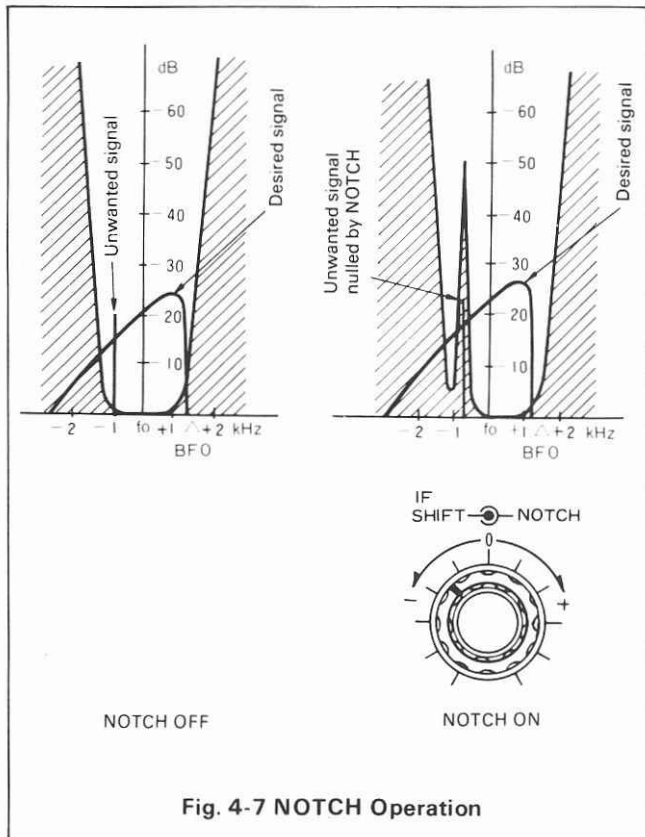 dB
60
50
40
30
20
10
Unwanted signal
Desired signal
-2 -1 fo +1 △ +2 kHz
BFO
NOTCH OFF
dB
60
50
40
30
20
10
Unwanted signal
nulled by NOTCH
Desired signal
-2 -1 fo +1 △ +2 kHz
BFO
IF
SHIFT NOTCH
0
- +
NOTCH ON
Fig. 4-7 NOTCH Operation